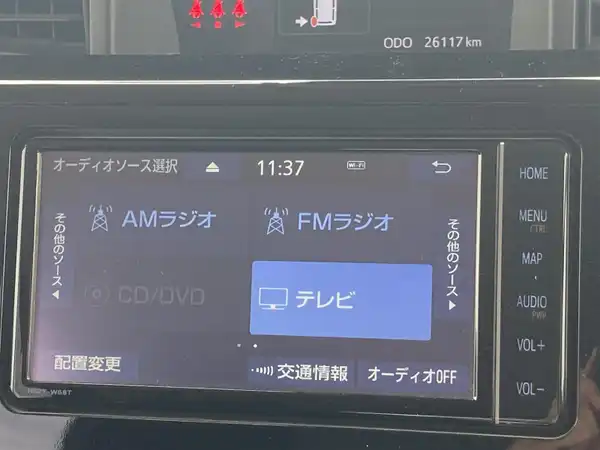 ODO 26117 km
オーディオソース選択
11:37
Wi-Fi
HOME
AMラジオ
FMラジオ
MENU
その他のソース
その他のソース
MAP
CD/DVD
テレビ
AUDIO
PWR
VOL+
配置変更
交通情報
オーディオOFF
VOL-